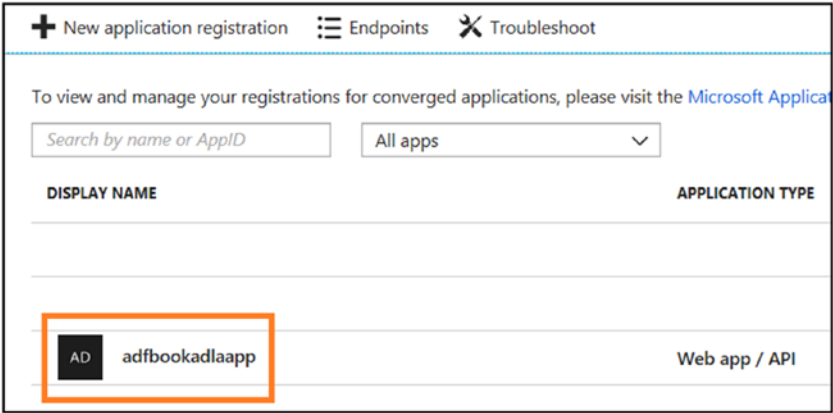 New application registration Endpoints Troubleshoot
To view and manage your registrations for converged applications, please visit the Microsoft
Search by name or AppID All apps
DISPLAY NAME APPLICATION TYPE
AD adfbookadlaapp Web app / API